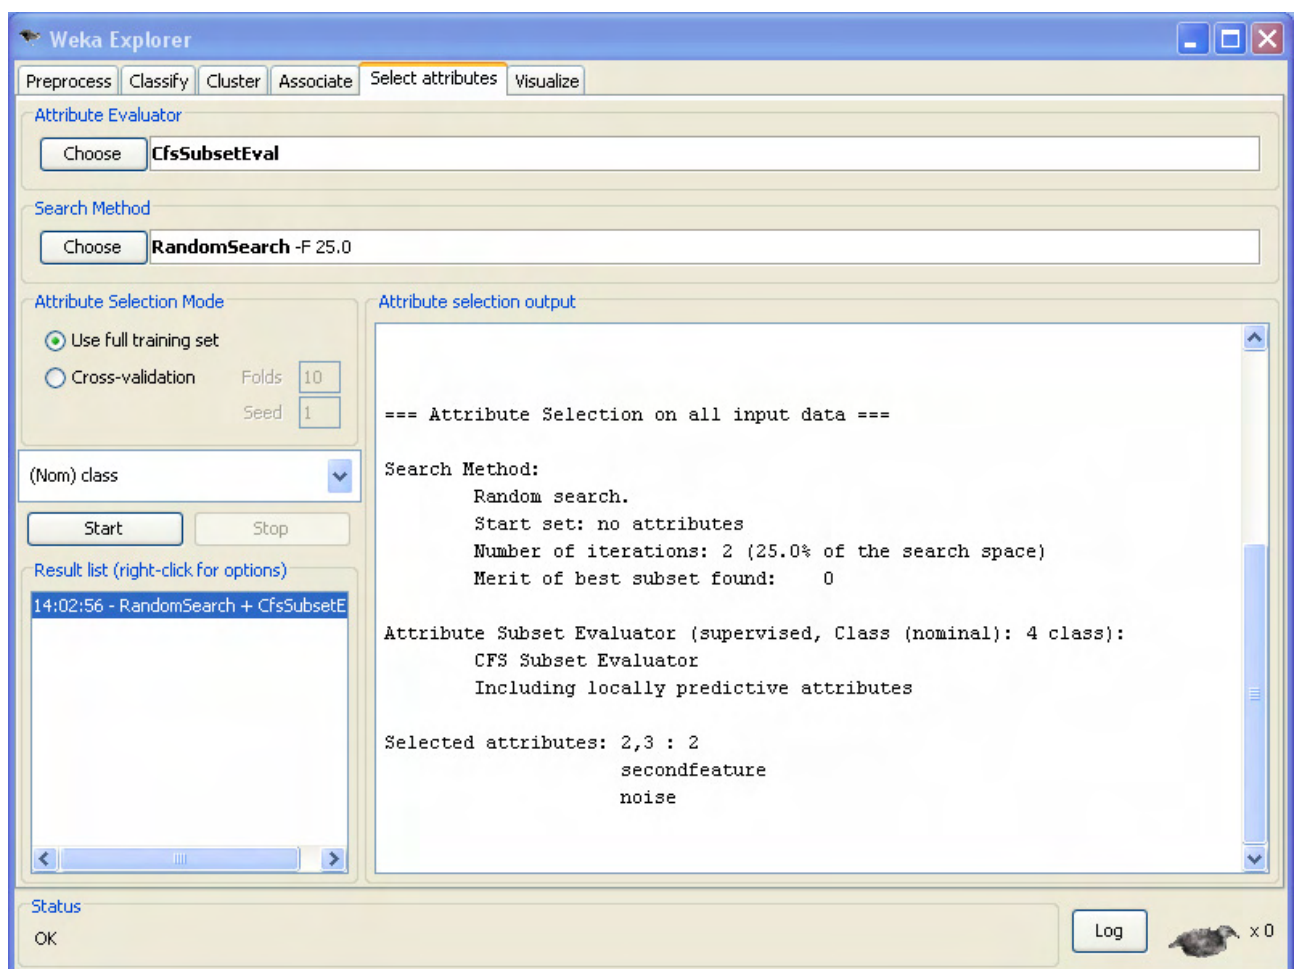 Weka Explorer
Preprocess Classify Cluster Associate Select attributes Visualize
Attribute Evaluator
Choose CfsSubsetEval
Search Method
Choose RandomSearch -F 25.0
Attribute Selection Mode
Use full training set
Cross-validation Folds 10
Seed 1
(Nom) class
Start Stop
Result list (right-click for options)
14:02:56 - RandomSearch + CfsSubsetE
Attribute selection output
=== Attribute Selection on all input data ===
Search Method:
Random search.
Start set: no attributes
Number of iterations: 2 (25.0% of the search space)
Merit of best subset found: 0
Attribute Subset Evaluator (supervised, Class (nominal): 4 class):
CFS Subset Evaluator
Including locally predictive attributes
Selected attributes: 2,3 : 2
secondfeature
noise
Status
OK
Log x 0